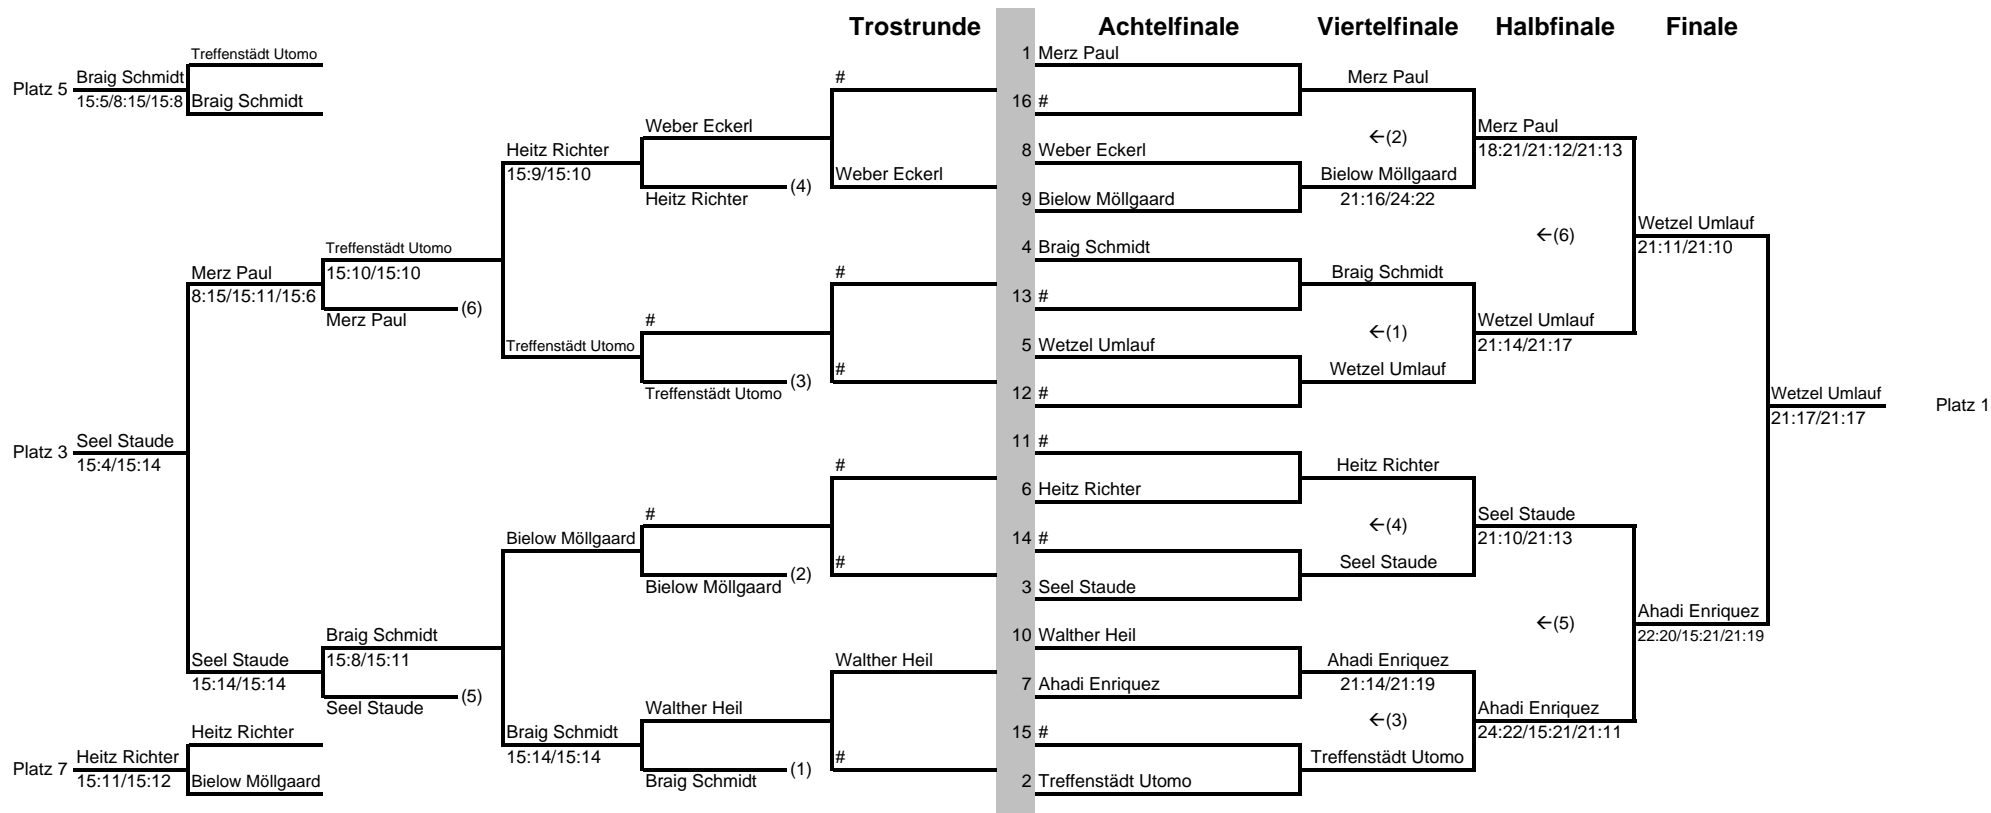 Trostrunde Achtelfinale Viertelfinale Halbfinale Finale
Treffenstädt Utomo
Platz 5 Braig Schmidt
15:5/8:15/15:8 Braig Schmidt
Heitz Richter
15:9/15:10
Weber Eckerl
(4)
Heitz Richter
#
Weber Eckerl
Treffenstädt Utomo
15:10/15:10
Merz Paul
8:15/15:11/15:6
(6)
Merz Paul
Treffenstädt Utomo
#
(3)
Treffenstädt Utomo
#
#
Platz 3 Seel Staude
15:4/15:14
Bielow Möllgaard
#
(2)
Bielow Möllgaard
#
#
Braig Schmidt
15:8/15:11
Seel Staude
15:14/15:14
(5)
Seel Staude
Braig Schmidt
15:14/15:14
Walther Heil
(1)
Braig Schmidt
Walther Heil
#
Heitz Richter
Platz 7 Heitz Richter
15:11/15:12 Bielow Möllgaard
1 Merz Paul
16 #
8 Weber Eckerl
9 Bielow Möllgaard
4 Braig Schmidt
13 #
5 Wetzel Umlauf
12 #
11 #
6 Heitz Richter
14 #
3 Seel Staude
10 Walther Heil
7 Ahadi Enriquez
15 #
2 Treffenstädt Utomo
Merz Paul
←(2)
Bielow Möllgaard
21:16/24:22
Braig Schmidt
←(1)
Wetzel Umlauf
Heitz Richter
←(4)
Seel Staude
Ahadi Enriquez
21:14/21:19
←(3)
Treffenstädt Utomo
Merz Paul
18:21/21:12/21:13
←(6)
Wetzel Umlauf
21:14/21:17
Seel Staude
21:10/21:13
←(5)
Ahadi Enriquez
24:22/15:21/21:11
Wetzel Umlauf
21:11/21:10
Ahadi Enriquez
22:20/15:21/21:19
Wetzel Umlauf
21:17/21:17
Platz 1